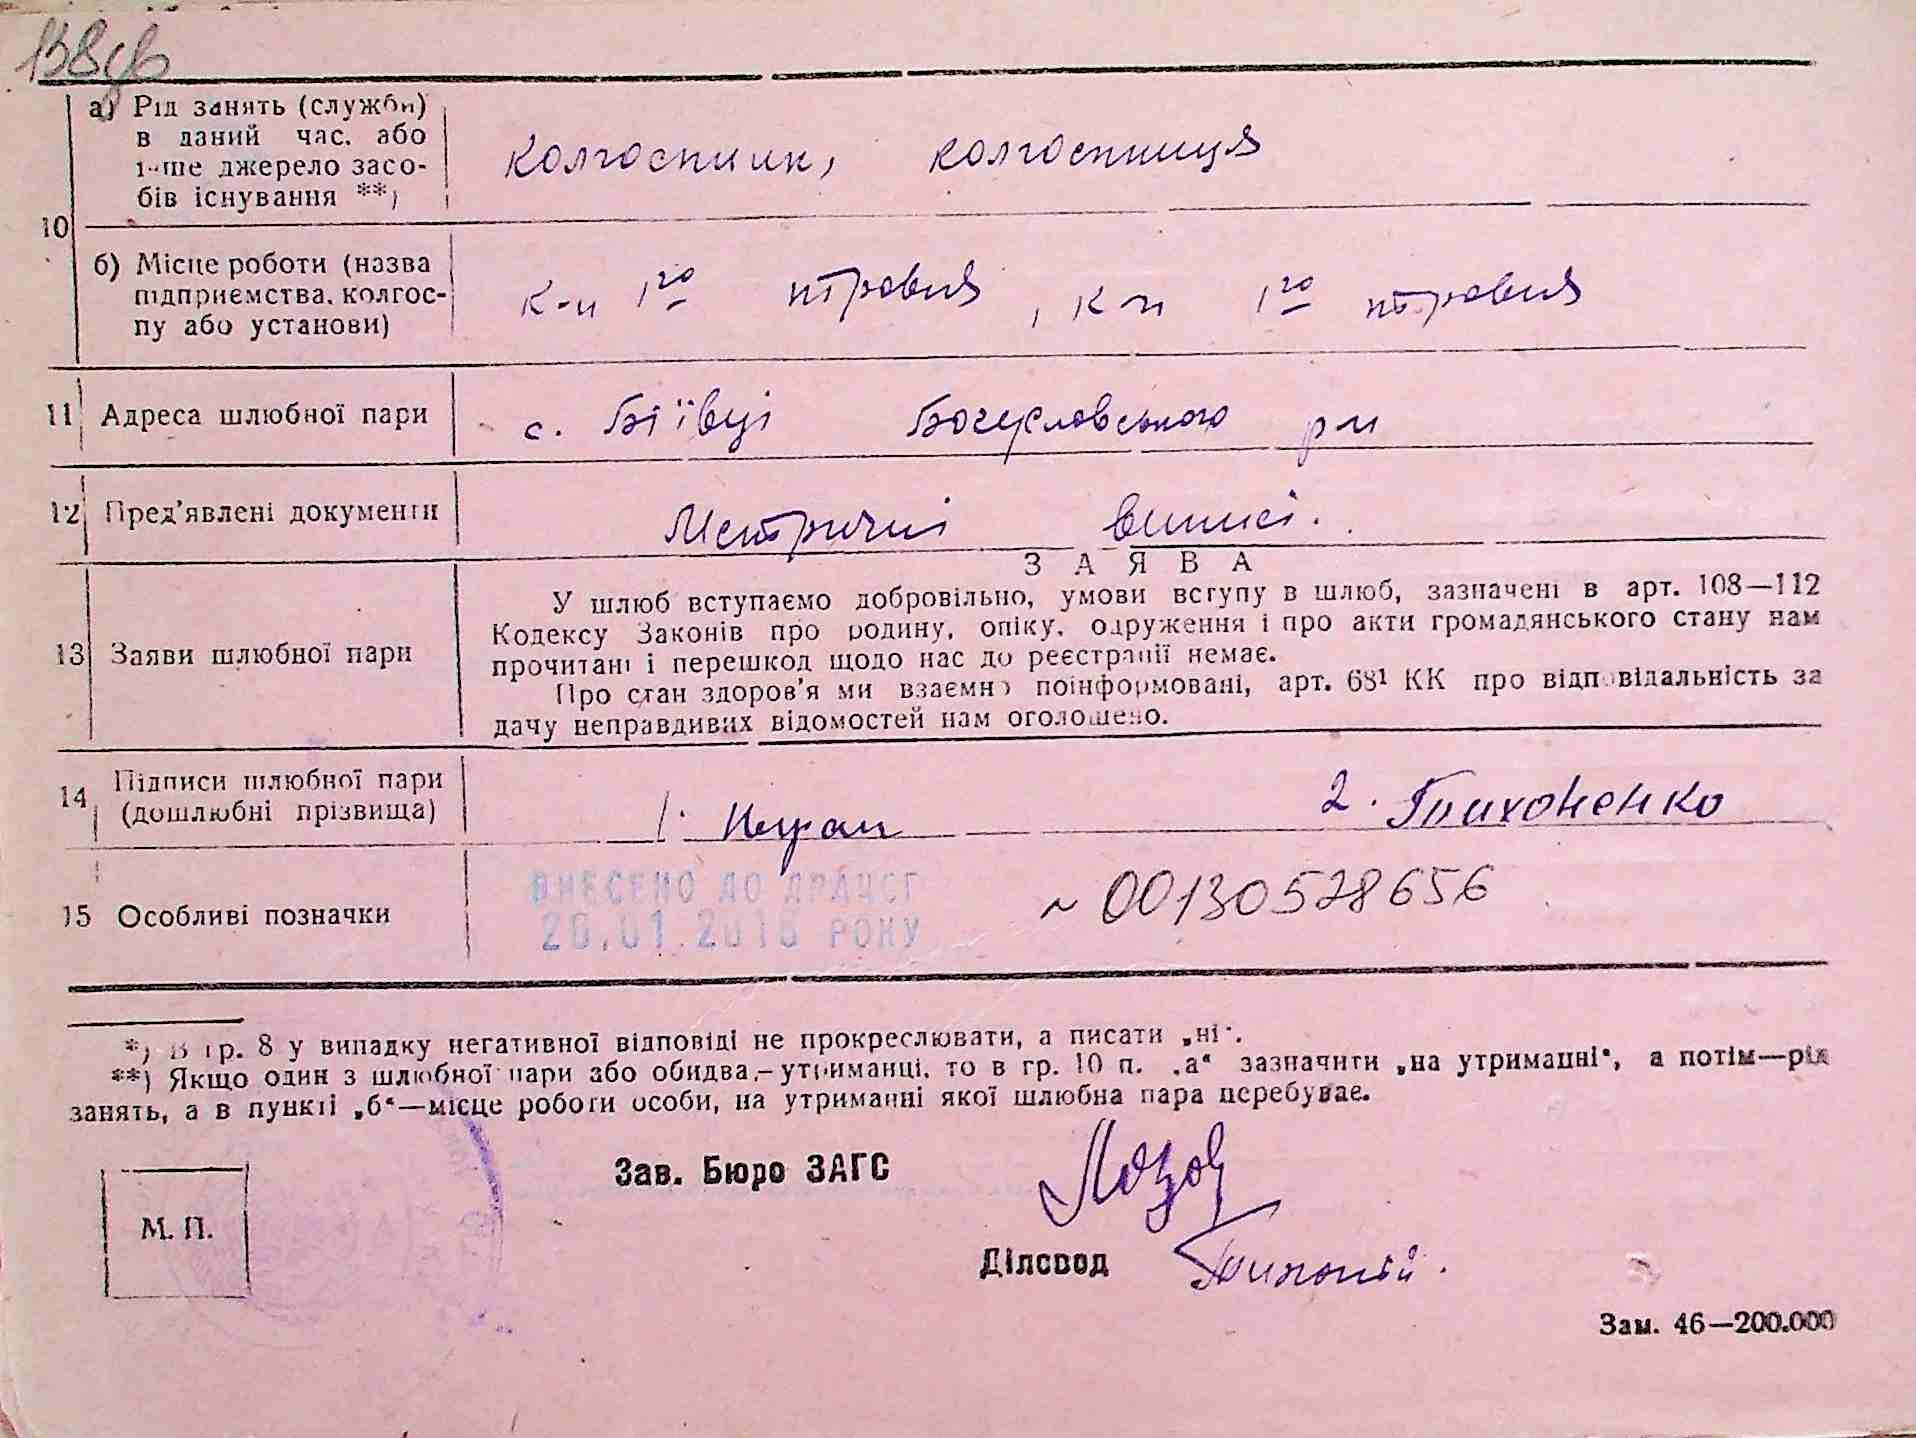 138 зв
10
а) Рід занять (служби)
в даний час, або
інше джерело засо-
бів існування **)
колгоспник, колгоспниця
б) Місце роботи (назва
підприємства, колгос-
пу або установи)
к-п 1го травня, к-п 1го травня
11 Адреса шлюбної пари
с. Біївці Богуславського р-н
12 Пред'явлені документи
Метричні виписі.
13 Заяви шлюбної пари
ЗАЯВА
У шлюб вступаємо добровільно, умови вступу в шлюб, зазначені в арт. 108—112
Кодексу Законів про родину, опіку, одруження і про акти громадянського стану нам
прочитані і перешкод щодо нас до реєстрації немає.
Про стан здоров'я ми взаємно поінформовані, арт. 68¹ КК про відповідальність за
дачу неправдивих відомостей нам оголошено.
14 Підписи шлюбної пари
(дошлюбні прізвища)
1. 2. Тихоненко
15 Особливі позначки
ВНЕСЕНО ДО ДРАЦСГ
РОКУ
~ 00130528656
*) В гр. 8 у випадку негативної відповіді не прокреслювати, а писати „ні".
**) Якщо один з шлюбної пари або обидва,—утриманці, то в гр. 10 п. „а" зазначити „на утриманні", а потім—рід
занять, а в пункті „б"—місце роботи особи, на утриманні якої шлюбна пара перебуває.
Зав. Бюро ЗАГС
М. П.
Діловод
Зам. 46—200.000